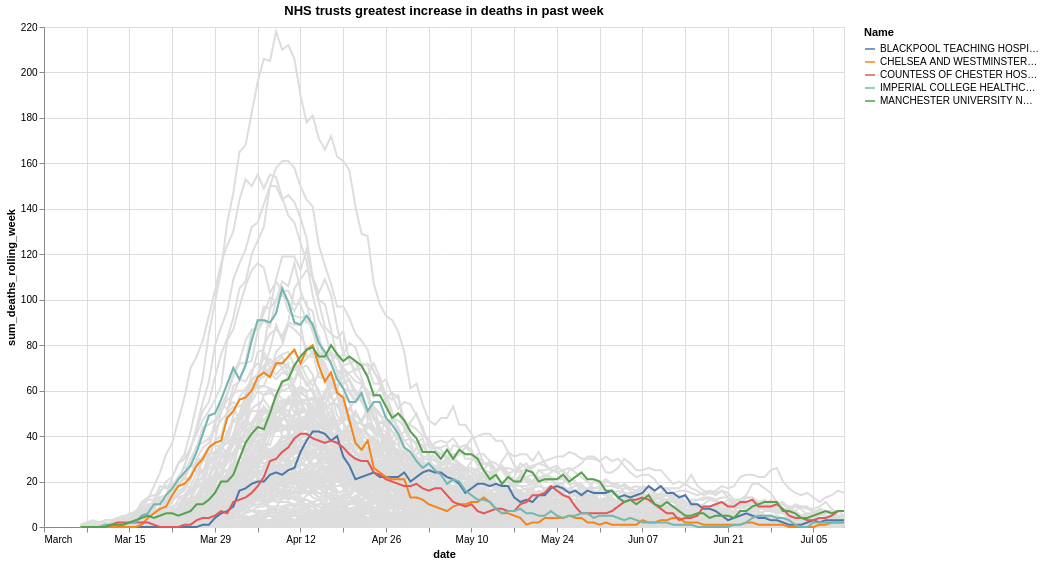 NHS trusts greatest increase in deaths in past week
220
200
180
160
140
120
100
80
60
40
20
0
sum_deaths_rolling_week
March
Mar 15
Mar 29
Apr 12
Apr 26
May 10
May 24
Jun 07
Jun 21
Jul 05
date
Name
BLACKPOOL TEACHING HOSPI…
CHELSEA AND WESTMINSTER…
COUNTESS OF CHESTER HOS…
IMPERIAL COLLEGE HEALTHC…
MANCHESTER UNIVERSITY N…